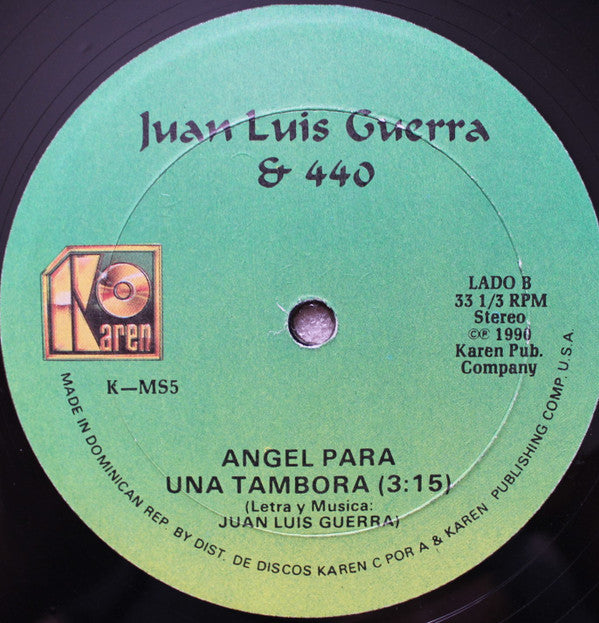 Juan Luis Guerra
& 440
Karen
K—MS5
LADO B
33 1/3 RPM
Stereo
©℗ 1990
Karen Pub.
Company
ANGEL PARA
UNA TAMBORA (3:15)
(Letra y Musica:
JUAN LUIS GUERRA)
MADE IN DOMINICAN REP. BY DIST. DE DISCOS KAREN C POR A & KAREN PUBLISHING COMP. U.S.A.